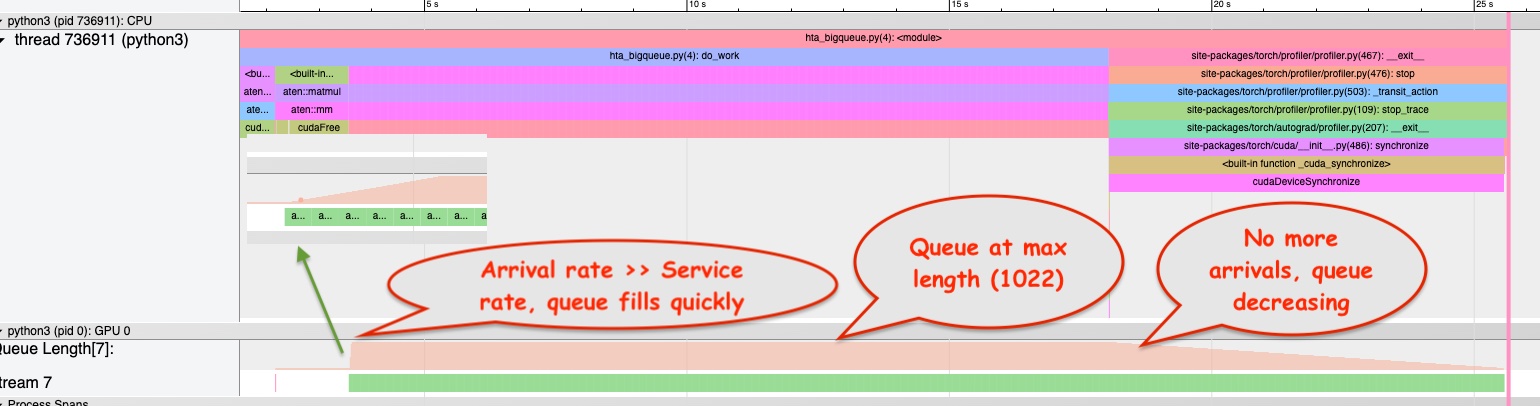 5 s
10 s
15 s
20 s
25 s
python3 (pid 736911): CPU
thread 736911 (python3)
hta_bigqueue.py(4): <module>
hta_bigqueue.py(4): do_work
site-packages/torch/profiler/profiler.py(467): __exit__
<bu...
<built-in...
site-packages/torch/profiler/profiler.py(476): stop
aten...
aten::matmul
site-packages/torch/profiler/profiler.py(503): _transit_action
ate...
aten::mm
site-packages/torch/profiler/profiler.py(109): stop_trace
cud...
cudaFree
site-packages/torch/autograd/profiler.py(207): __exit__
site-packages/torch/cuda/__init__.py(486): synchronize
<built-in function _cuda_synchronize>
cudaDeviceSynchronize
a... a... a... a... a... a... a... a
Arrival rate >> Service
rate, queue fills quickly
Queue at max
length (1022)
No more
arrivals, queue
decreasing
python3 (pid 0): GPU 0
Queue Length[7]:
tream 7
Process Spans